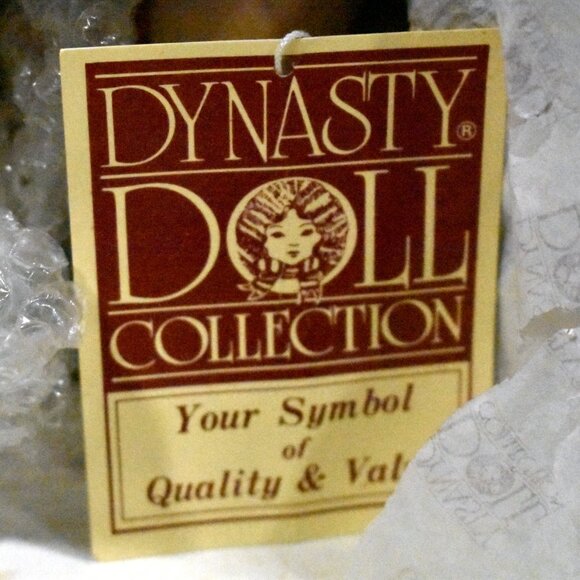 DYNASTY®
DOLL
COLLECTION
Your Symbol
of
Quality & Val